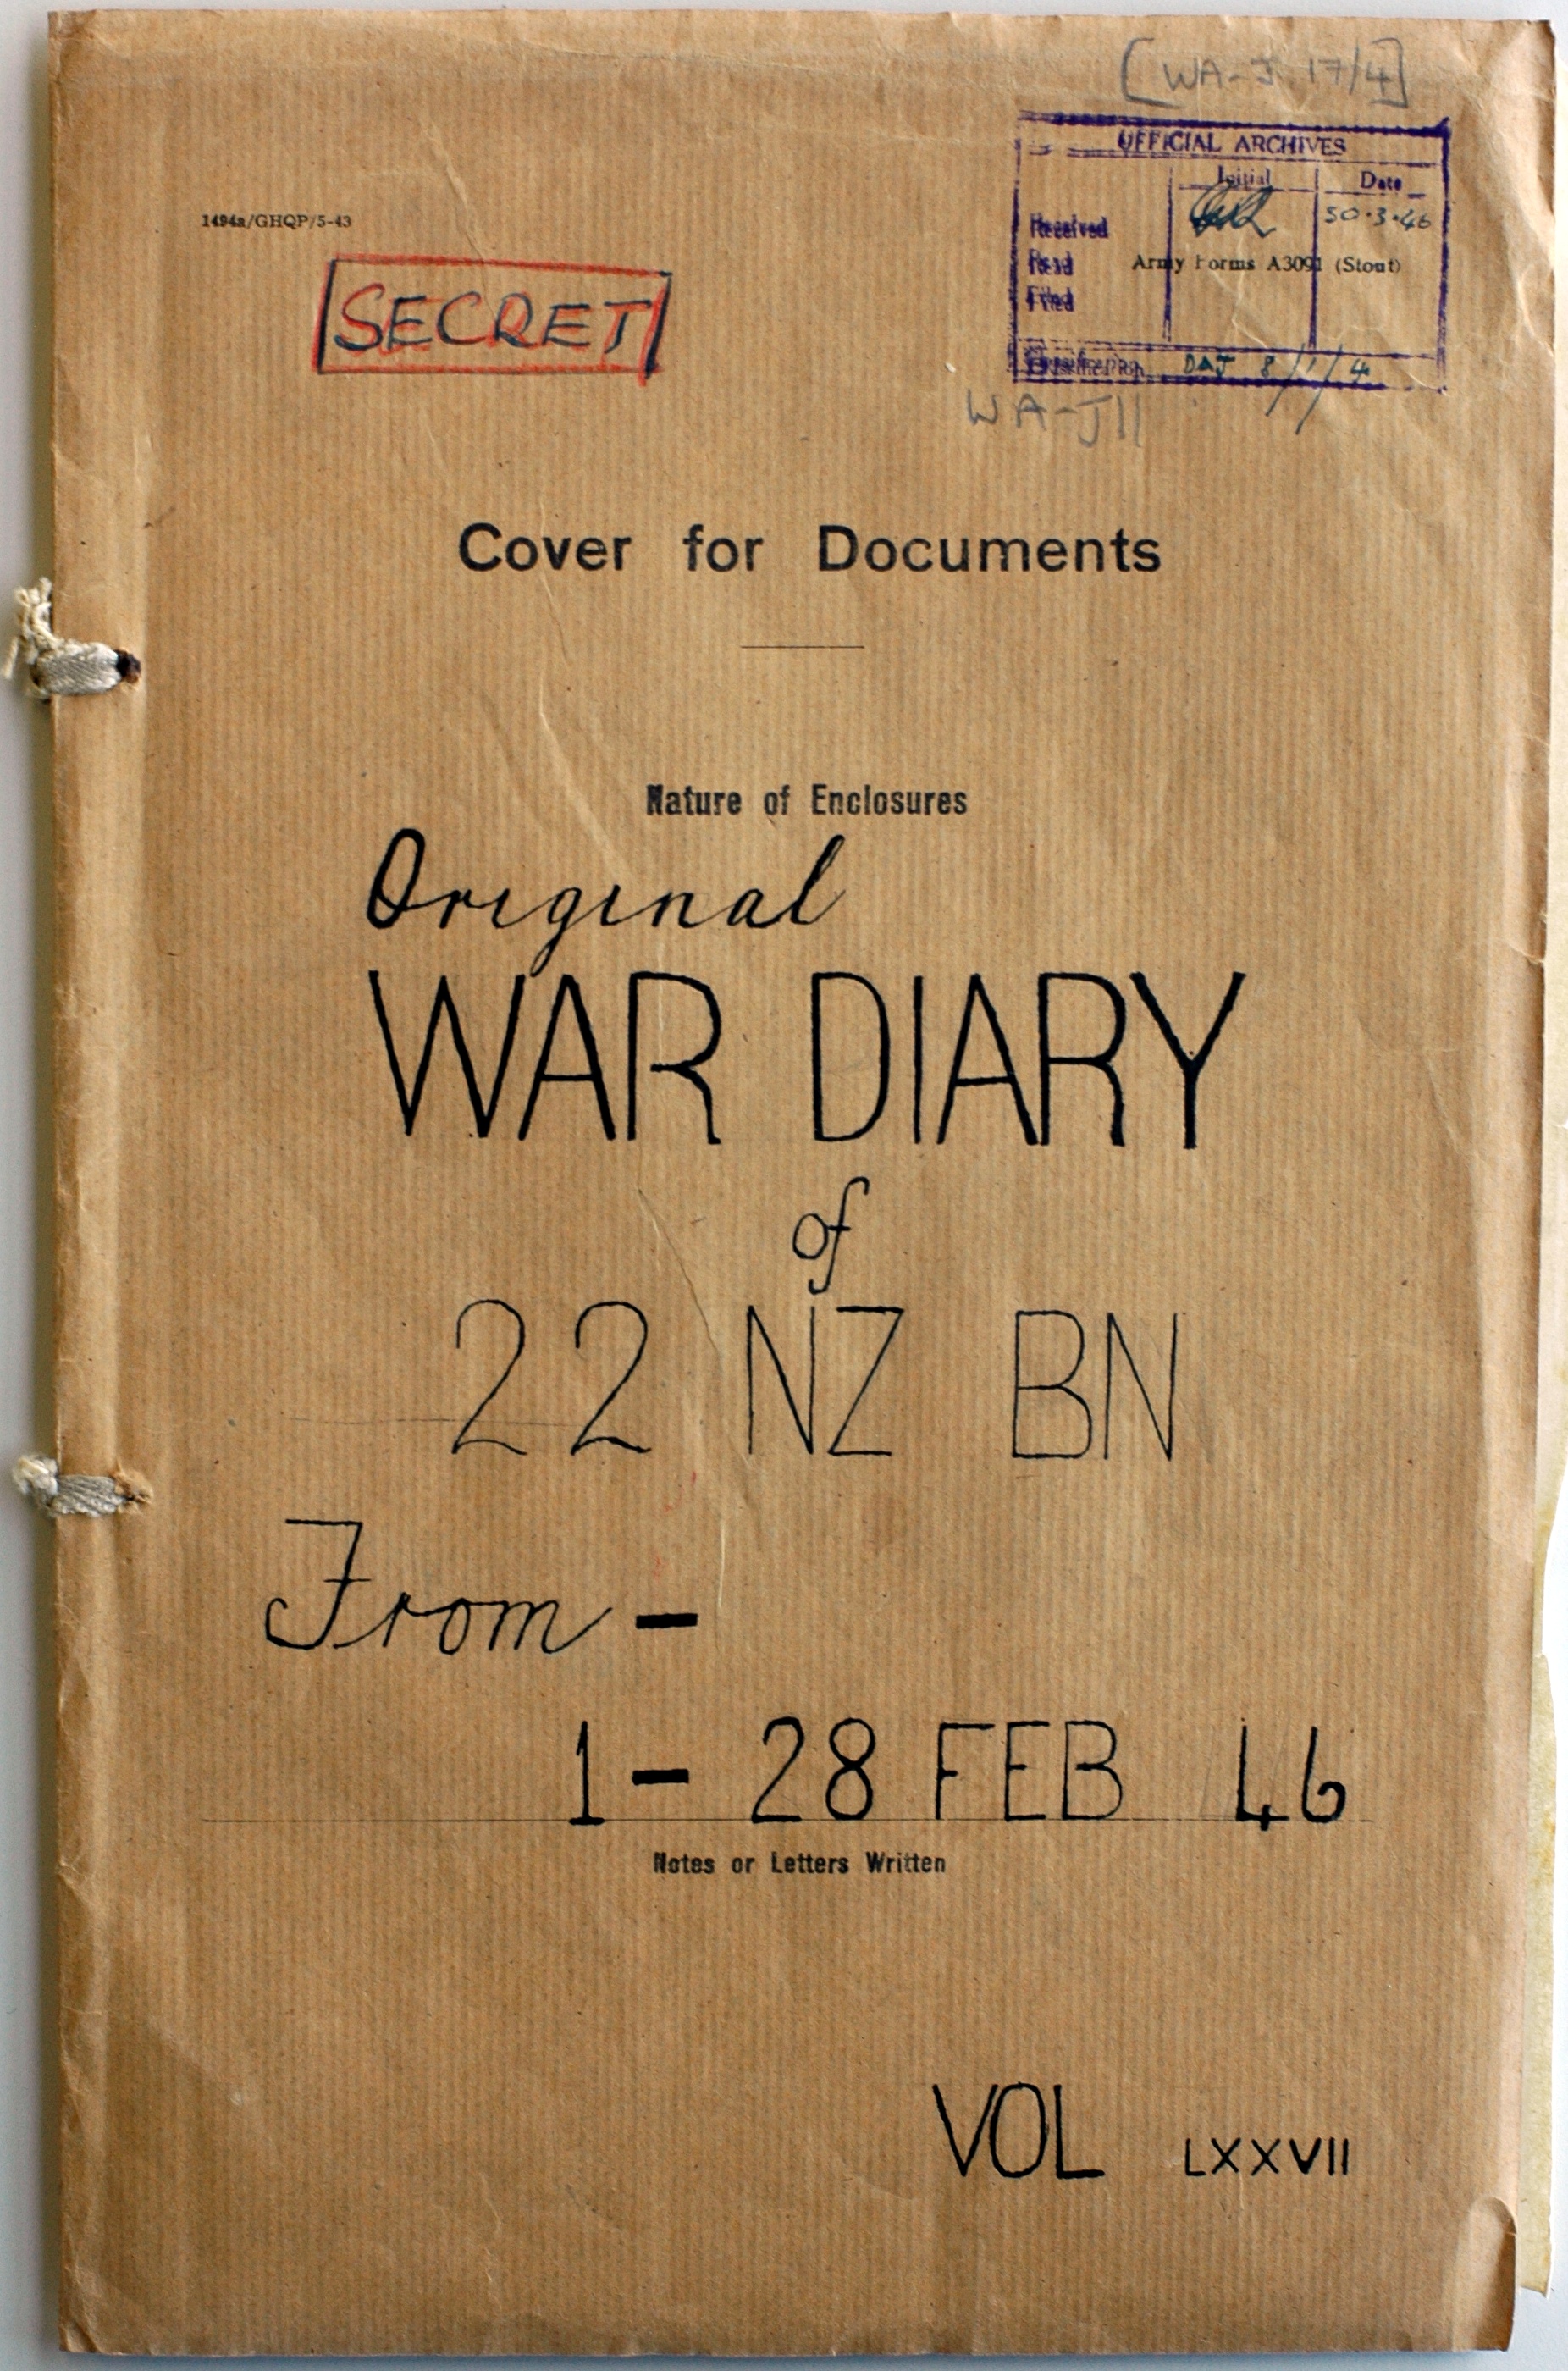 [WA-J 17/4]
OFFICIAL ARCHIVES
Initial Date
1494a/GHQP/5-43
Received 30.3.46
Read Army Forms A3091 (Stout)
Filed
SECRET
Classification DAJ 8/1/4
WA-J11
Cover for Documents
Nature of Enclosures
Original
WAR DIARY
of
22 NZ BN
From -
1 - 28 FEB 46
Notes or Letters Written
VOL LXXVII